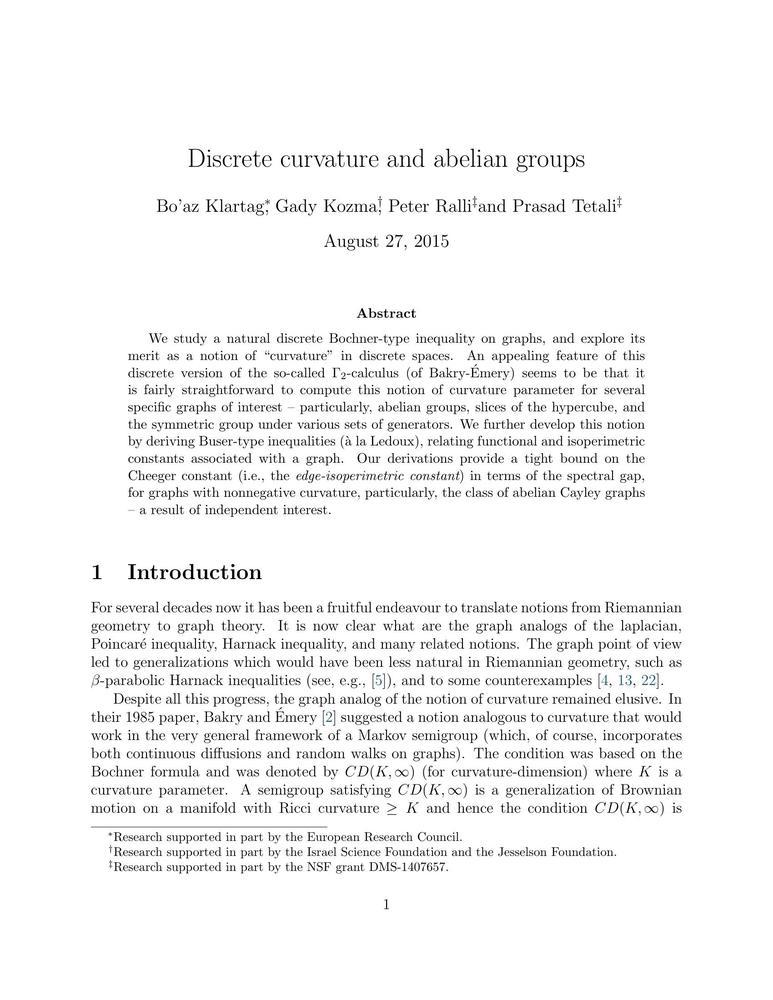 Discrete curvature and abelian groups
Bo'az Klartag*, Gady Kozma†, Peter Ralli‡and Prasad Tetali‡
August 27, 2015
Abstract
We study a natural discrete Bochner-type inequality on graphs, and explore its
merit as a notion of “curvature” in discrete spaces. An appealing feature of this
discrete version of the so-called Γ₂-calculus (of Bakry-Émery) seems to be that it
is fairly straightforward to compute this notion of curvature parameter for several
specific graphs of interest – particularly, abelian groups, slices of the hypercube, and
the symmetric group under various sets of generators. We further develop this notion
by deriving Buser-type inequalities (à la Ledoux), relating functional and isoperimetric
constants associated with a graph. Our derivations provide a tight bound on the
Cheeger constant (i.e., the edge-isoperimetric constant) in terms of the spectral gap,
for graphs with nonnegative curvature, particularly, the class of abelian Cayley graphs
– a result of independent interest.
1 Introduction
For several decades now it has been a fruitful endeavour to translate notions from Riemannian
geometry to graph theory. It is now clear what are the graph analogs of the laplacian,
Poincaré inequality, Harnack inequality, and many related notions. The graph point of view
led to generalizations which would have been less natural in Riemannian geometry, such as
β-parabolic Harnack inequalities (see, e.g., [5]), and to some counterexamples [4, 13, 22].
Despite all this progress, the graph analog of the notion of curvature remained elusive. In
their 1985 paper, Bakry and Émery [2] suggested a notion analogous to curvature that would
work in the very general framework of a Markov semigroup (which, of course, incorporates
both continuous diffusions and random walks on graphs). The condition was based on the
Bochner formula and was denoted by CD(K, ∞) (for curvature-dimension) where K is a
curvature parameter. A semigroup satisfying CD(K, ∞) is a generalization of Brownian
motion on a manifold with Ricci curvature ≥ K and hence the condition CD(K, ∞) is
*Research supported in part by the European Research Council.
†Research supported in part by the Israel Science Foundation and the Jesselson Foundation.
‡Research supported in part by the NSF grant DMS-1407657.
1